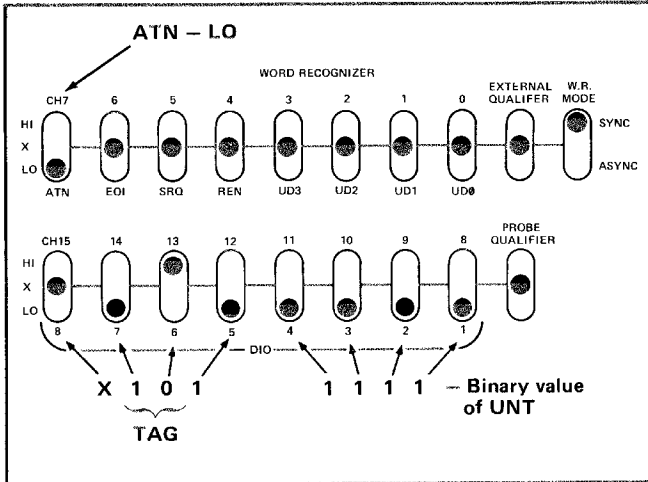 ATN – LO
WORD RECOGNIZER
EXTERNAL QUALIFER
W.R. MODE
CH7 6 5 4 3 2 1 0
HI
X
LO
SYNC
ASYNC
ATN EOI SRQ REN UD3 UD2 UD1 UD0
PROBE QUALIFIER
CH15 14 13 12 11 10 9 8
HI
X
LO
8 7 6 5 4 3 2 1
DIO
X 1 0 1 1 1 1 1 – Binary value
of UNT
TAG